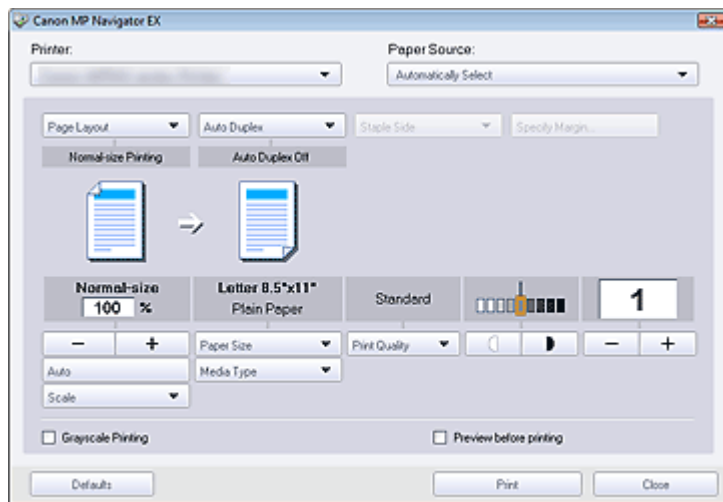 Canon MP Navigator EX
Printer:
Paper Source:
Automatically Select
Page Layout
Auto Duplex
Staple Side
Specify Margin...
Normal-size Printing
Auto Duplex Off
Normal-size
100 %
Letter 8.5"x11"
Plain Paper
Standard
1
- +
Paper Size
Print Quality
- +
Auto
Media Type
Scale
Grayscale Printing
Preview before printing
Defaults
Print
Close